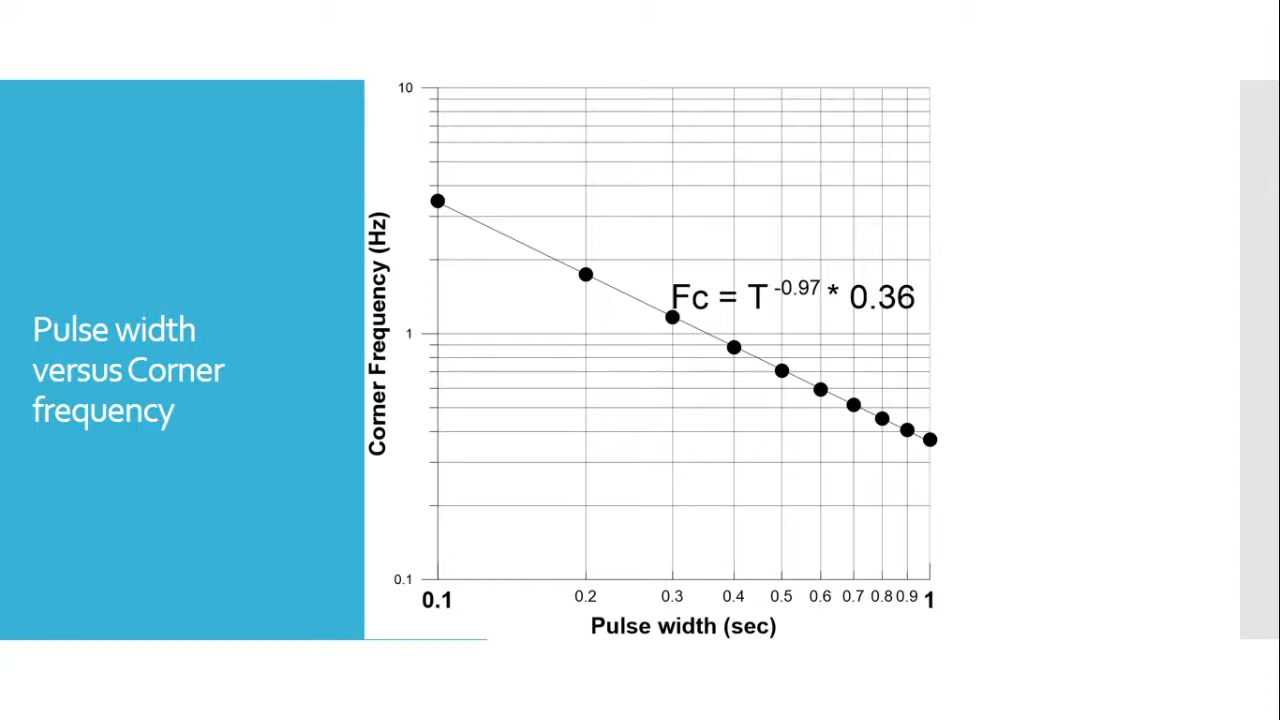 Pulse width
versus Corner
frequency
10
1
0.1
Corner Frequency (Hz)
Fc = T -0.97 * 0.36
0.1 0.2 0.3 0.4 0.5 0.6 0.7 0.8 0.9 1
Pulse width (sec)